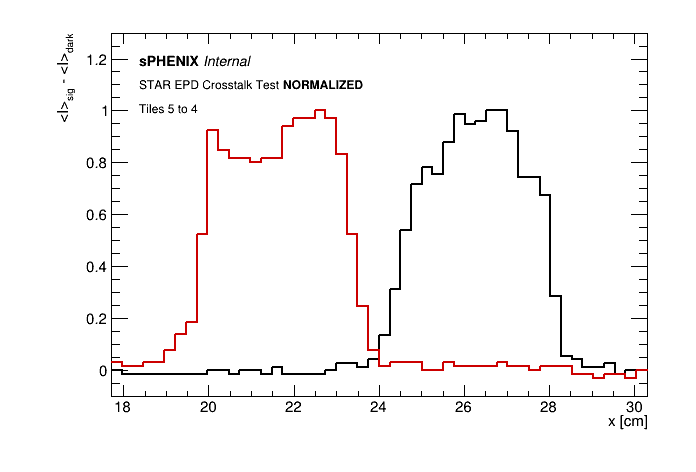 <I>sig - <I>dark
1.2
1
0.8
0.6
0.4
0.2
0
sPHENIX Internal
STAR EPD Crosstalk Test NORMALIZED
Tiles 5 to 4
18 20 22 24 26 28 30
x [cm]